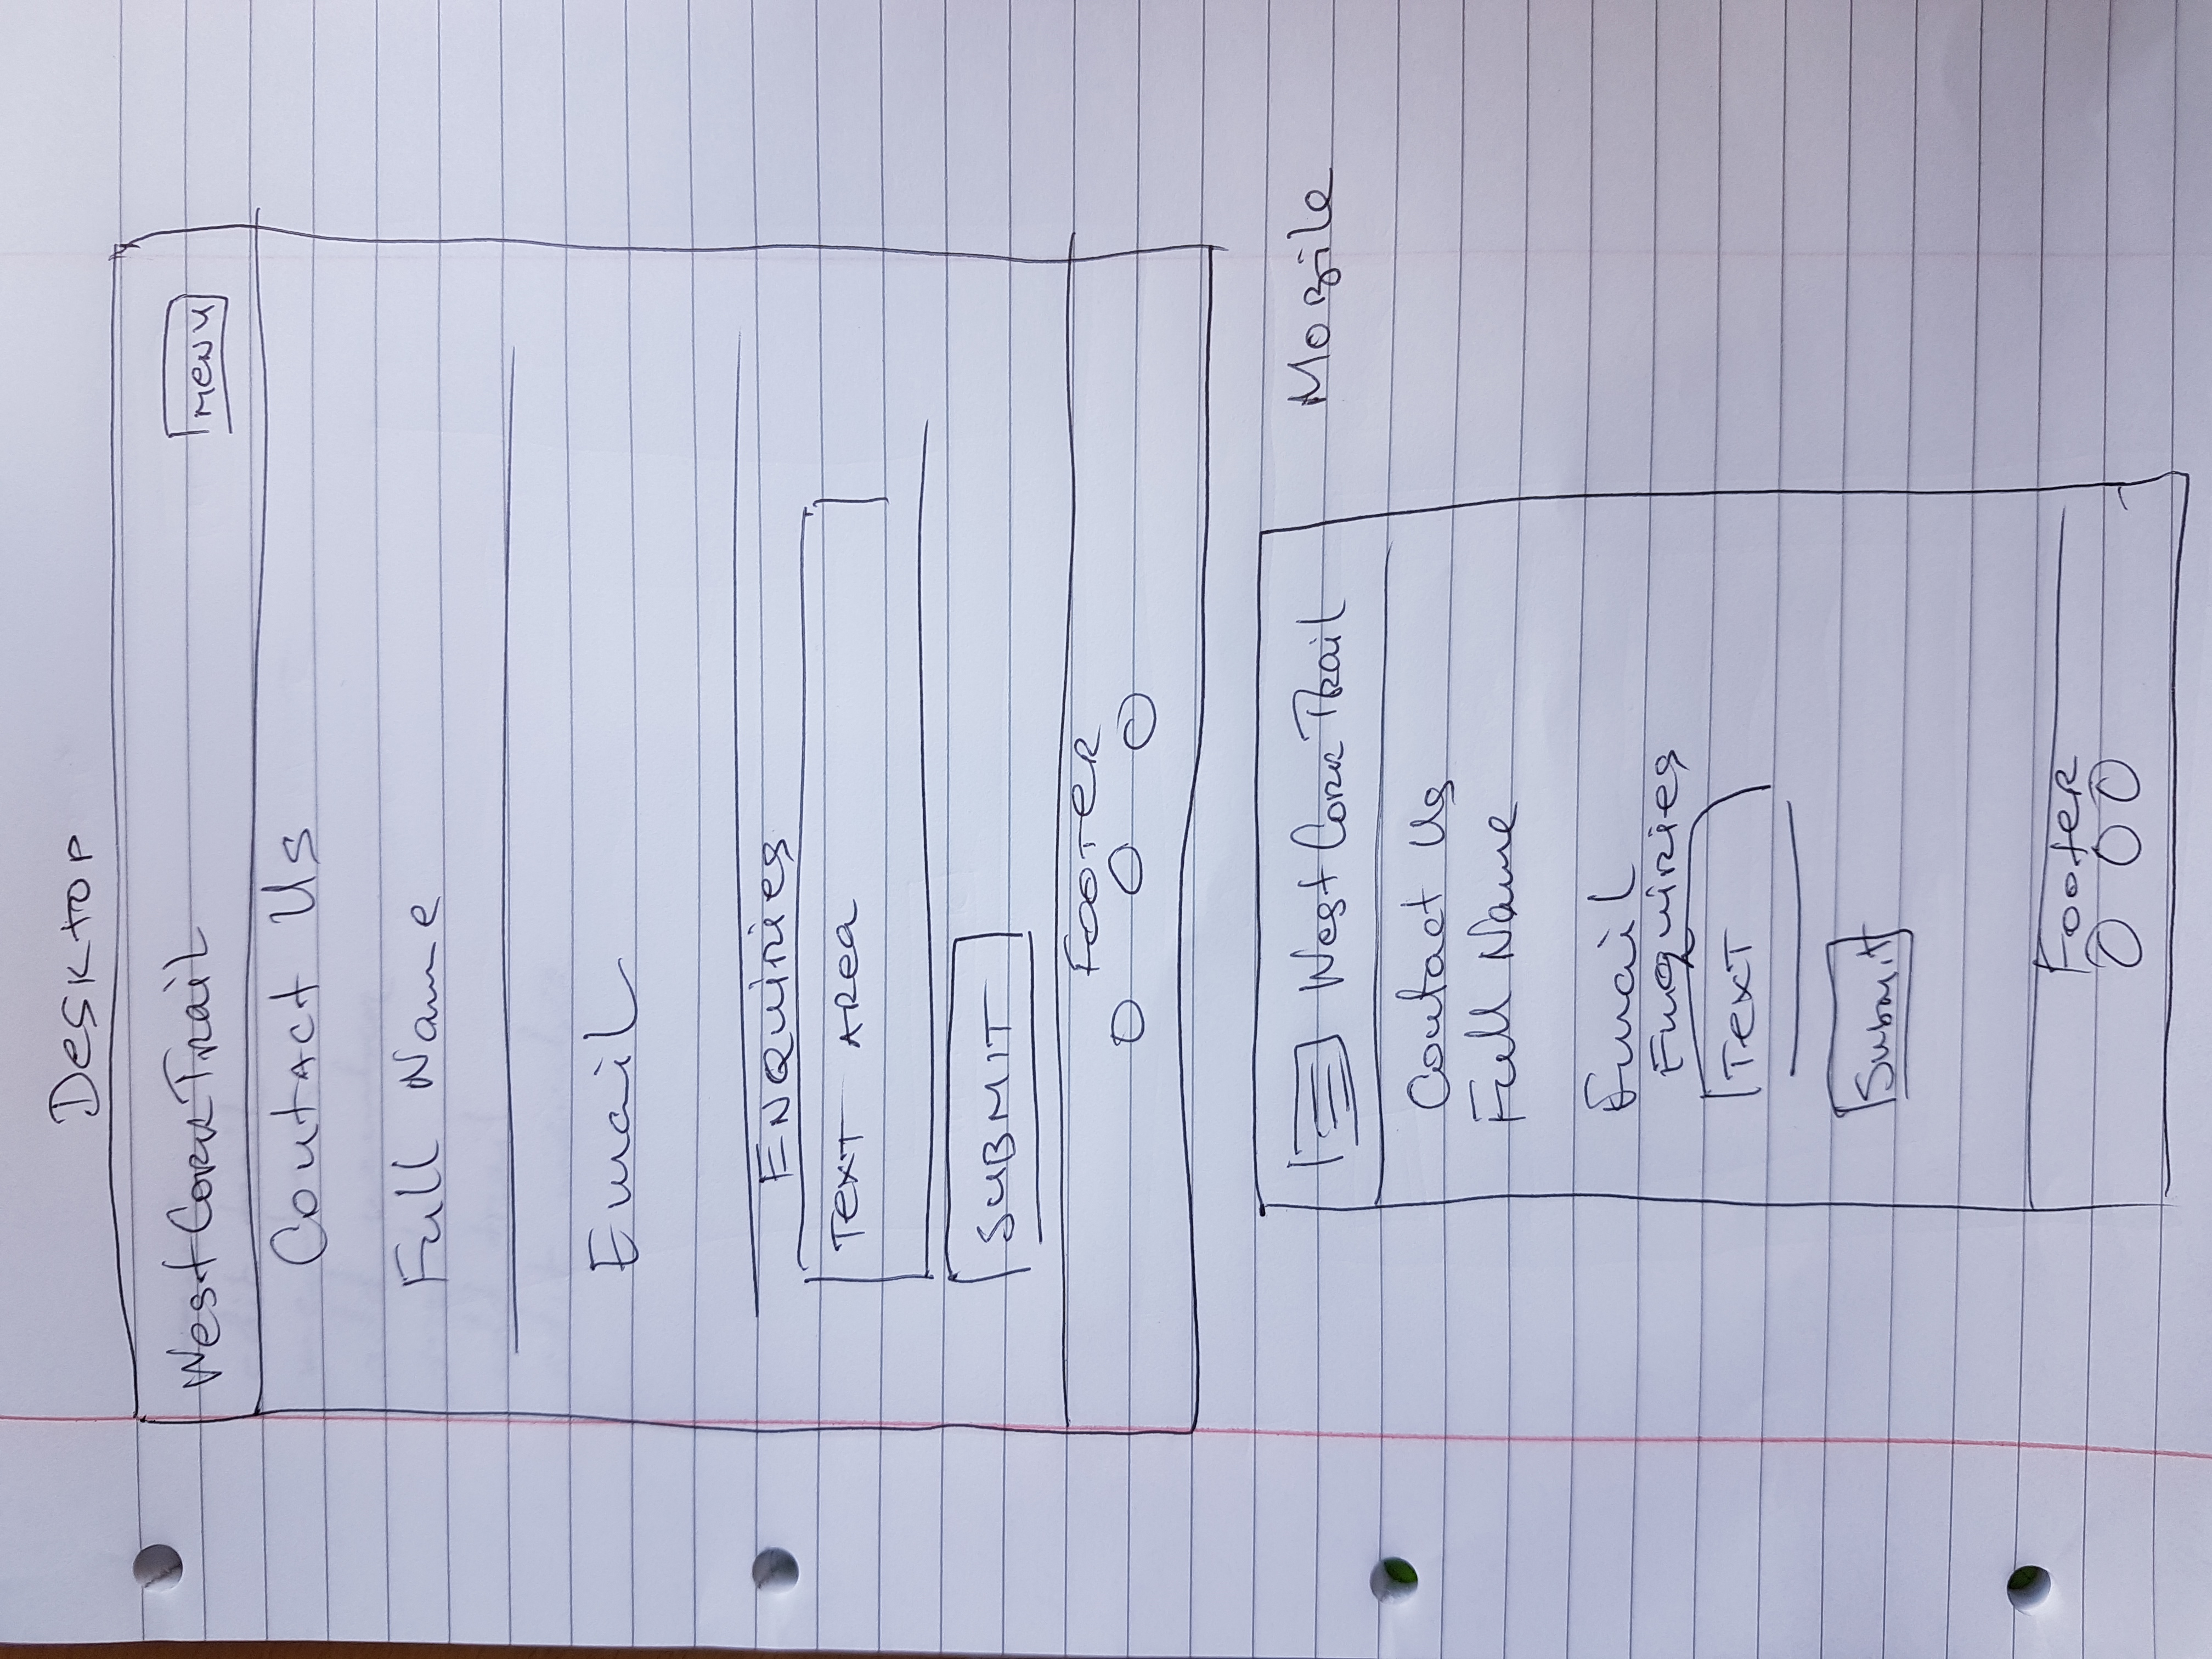 Desktop
West Cork Trail MENU
Contact Us
Full Name
Email
ENQuiries
Text Area
SUBMIT
FOOTER
West Cork Trail Mobile
Contact Us
Full Name
Email
Enquiries
Text
Submit
Footer